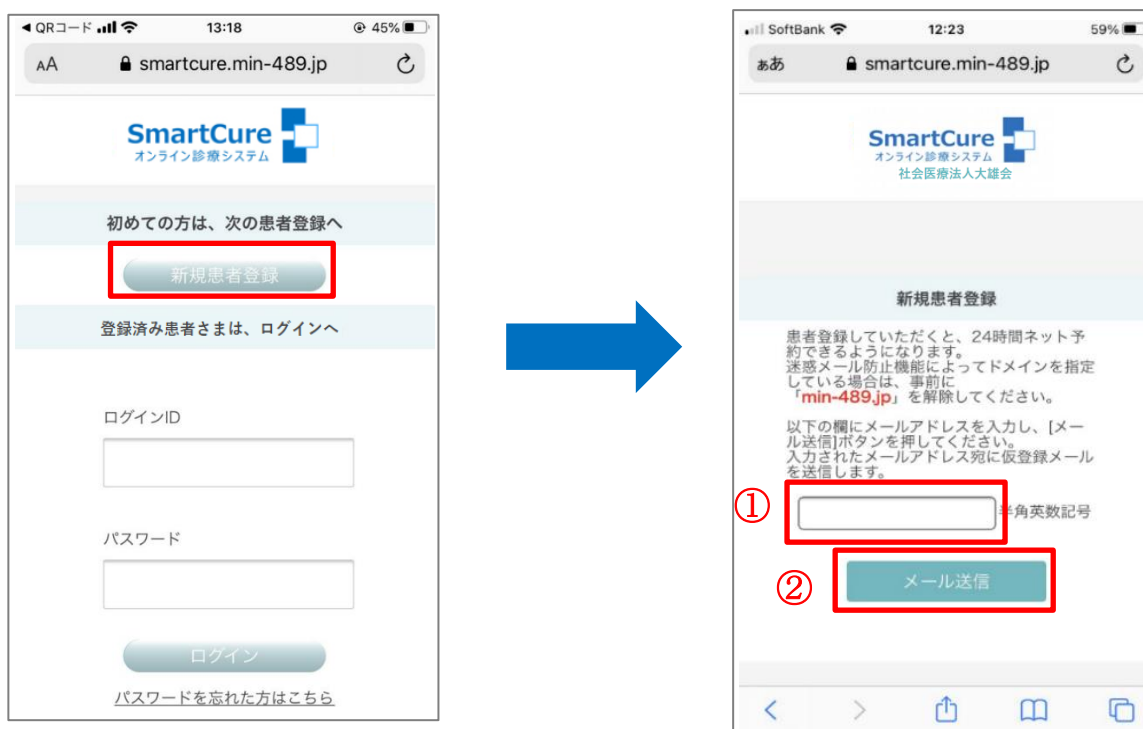 QRコード 13:18 45%
AA smartcure.min-489.jp
SmartCure
オンライン診療システム
初めての方は、次の患者登録へ
新規患者登録
登録済み患者さまは、ログインへ
ログインID
パスワード
ログイン
パスワードを忘れた方はこちら
SoftBank 12:23 59%
ぁあ smartcure.min-489.jp
SmartCure
オンライン診療システム
社会医療法人大雄会
新規患者登録
患者登録していただくと、24時間ネット予
約できるようになります。
迷惑メール防止機能によってドメインを指定
している場合は、事前に
「min-489.jp」を解除してください。
以下の欄にメールアドレスを入力し、[メー
ル送信]ボタンを押してください。
入力されたメールアドレス宛に仮登録メール
を送信します。
① 半角英数記号
② メール送信